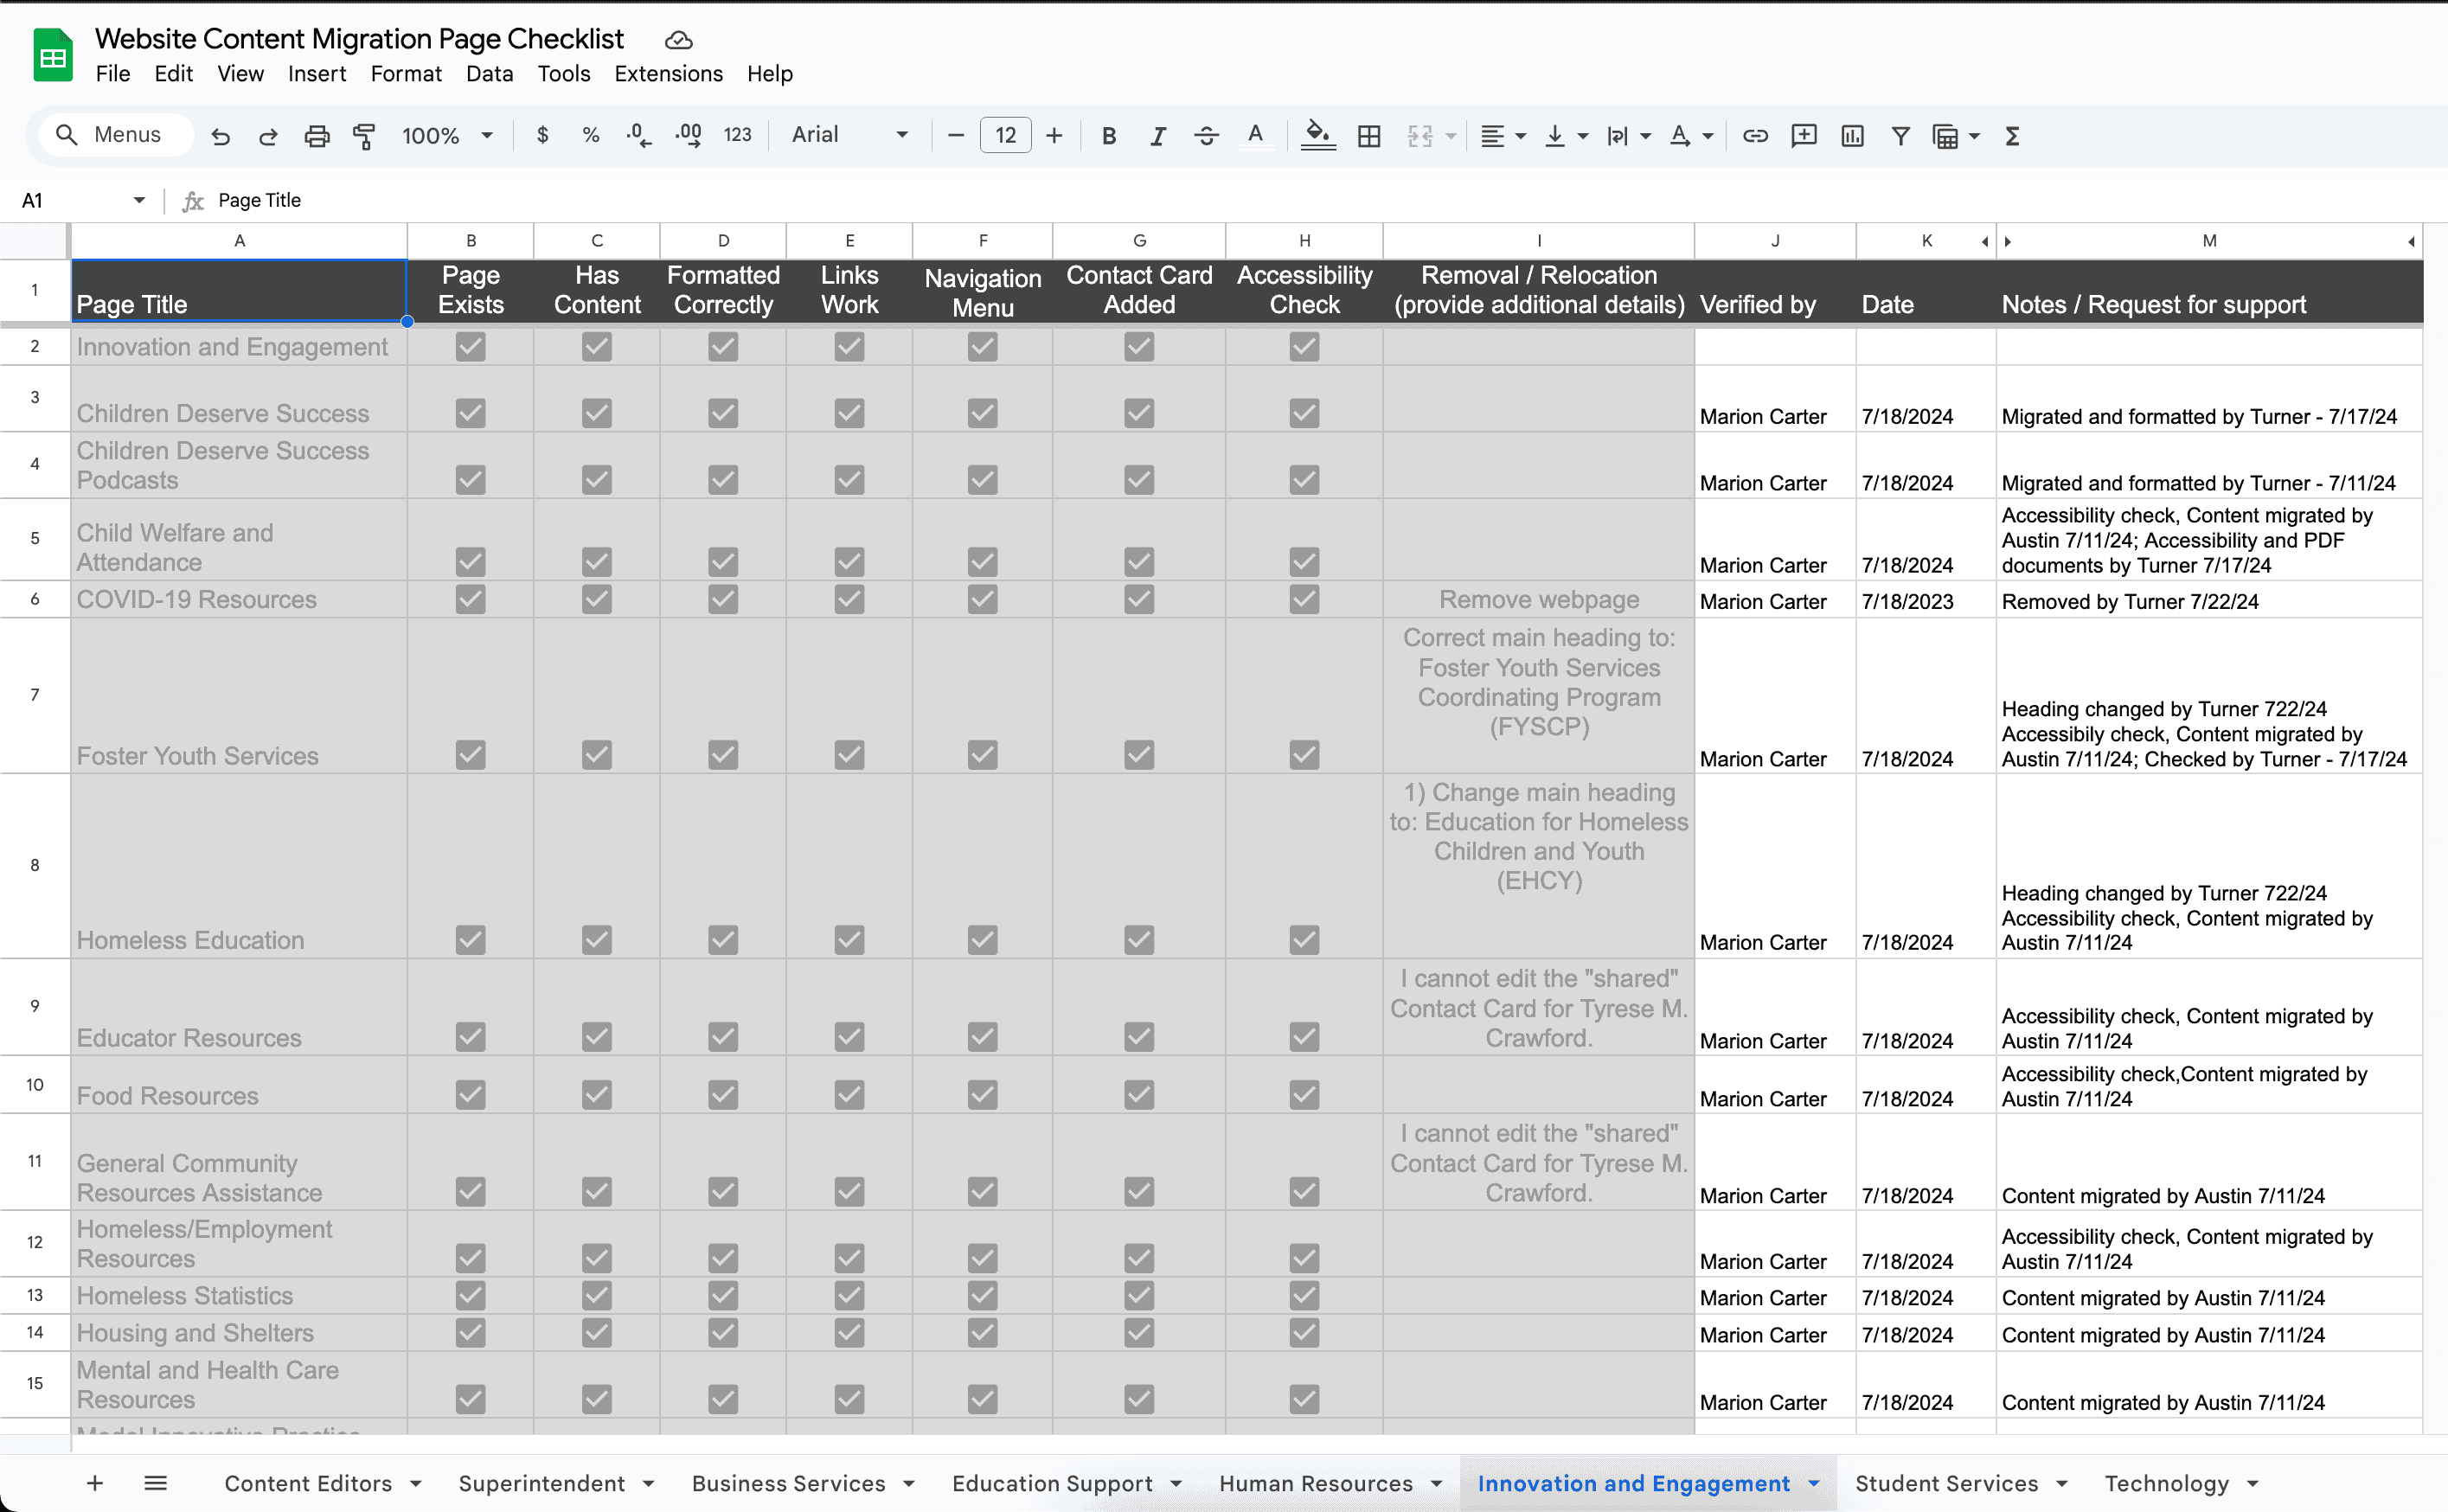 Website Content Migration Page Checklist
File Edit View Insert Format Data Tools Extensions Help
Menus 100% $ % .0 .00 123 Arial 12 B I S A Σ
A1 fx Page Title
A B C D E F G H I J K M
1 Page Title Page Exists Has Content Formatted Correctly Links Work Navigation Menu Contact Card Added Accessibility Check Removal / Relocation (provide additional details) Verified by Date Notes / Request for support
2 Innovation and Engagement
3 Children Deserve Success Marion Carter 7/18/2024 Migrated and formatted by Turner - 7/17/24
4 Children Deserve Success Podcasts Marion Carter 7/18/2024 Migrated and formatted by Turner - 7/11/24
5 Child Welfare and Attendance Marion Carter 7/18/2024 Accessibility check, Content migrated by Austin 7/11/24; Accessibility and PDF documents by Turner 7/17/24
6 COVID-19 Resources Remove webpage Marion Carter 7/18/2023 Removed by Turner 7/22/24
7 Foster Youth Services Correct main heading to: Foster Youth Services Coordinating Program (FYSCP) Marion Carter 7/18/2024 Heading changed by Turner 722/24 Accessibily check, Content migrated by Austin 7/11/24; Checked by Turner - 7/17/24
8 Homeless Education 1) Change main heading to: Education for Homeless Children and Youth (EHCY) Marion Carter 7/18/2024 Heading changed by Turner 722/24 Accessibility check, Content migrated by Austin 7/11/24
9 Educator Resources I cannot edit the "shared" Contact Card for Tyrese M. Crawford. Marion Carter 7/18/2024 Accessibility check, Content migrated by Austin 7/11/24
10 Food Resources Marion Carter 7/18/2024 Accessibility check,Content migrated by Austin 7/11/24
11 General Community Resources Assistance I cannot edit the "shared" Contact Card for Tyrese M. Crawford. Marion Carter 7/18/2024 Content migrated by Austin 7/11/24
12 Homeless/Employment Resources Marion Carter 7/18/2024 Accessibility check, Content migrated by Austin 7/11/24
13 Homeless Statistics Marion Carter 7/18/2024 Content migrated by Austin 7/11/24
14 Housing and Shelters Marion Carter 7/18/2024 Content migrated by Austin 7/11/24
15 Mental and Health Care Resources Marion Carter 7/18/2024 Content migrated by Austin 7/11/24
Content Editors Superintendent Business Services Education Support Human Resources Innovation and Engagement Student Services Technology